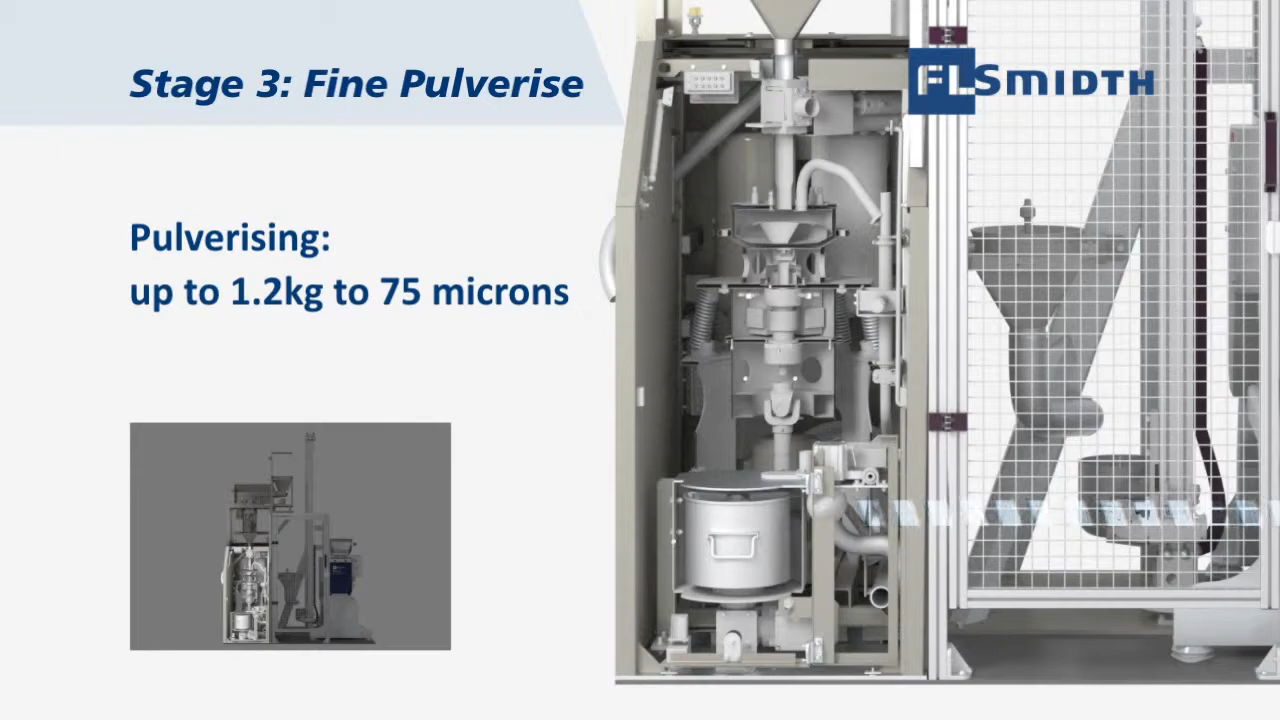 Stage 3: Fine Pulverise
FLSMIDTH
Pulverising:
up to 1.2kg to 75 microns